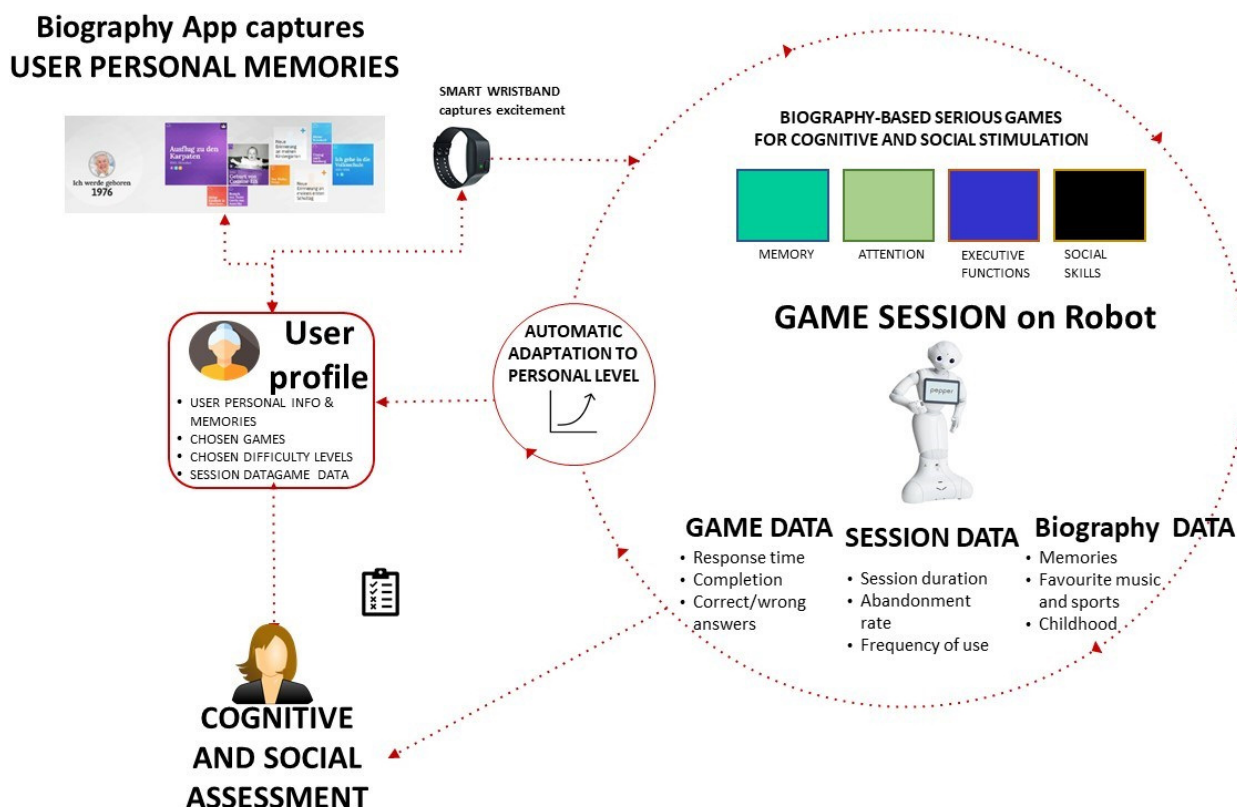 Biography App captures
USER PERSONAL MEMORIES
Ich werde geboren
1976
Ausflug zu den
Karpaten
Ich gehe in die
Volksschule
SMART WRISTBAND
captures excitement
BIOGRAPHY-BASED SERIOUS GAMES
FOR COGNITIVE AND SOCIAL STIMULATION
MEMORY
ATTENTION
EXECUTIVE
FUNCTIONS
SOCIAL
SKILLS
GAME SESSION on Robot
pepper
AUTOMATIC
ADAPTATION TO
PERSONAL LEVEL
User
profile
• USER PERSONAL INFO &
MEMORIES
• CHOSEN GAMES
• CHOSEN DIFFICULTY LEVELS
• SESSION DATAGAME DATA
GAME DATA
• Response time
• Completion
• Correct/wrong
answers
SESSION DATA
• Session duration
• Abandonment
rate
• Frequency of use
Biography DATA
• Memories
• Favourite music
and sports
• Childhood
COGNITIVE
AND SOCIAL
ASSESSMENT